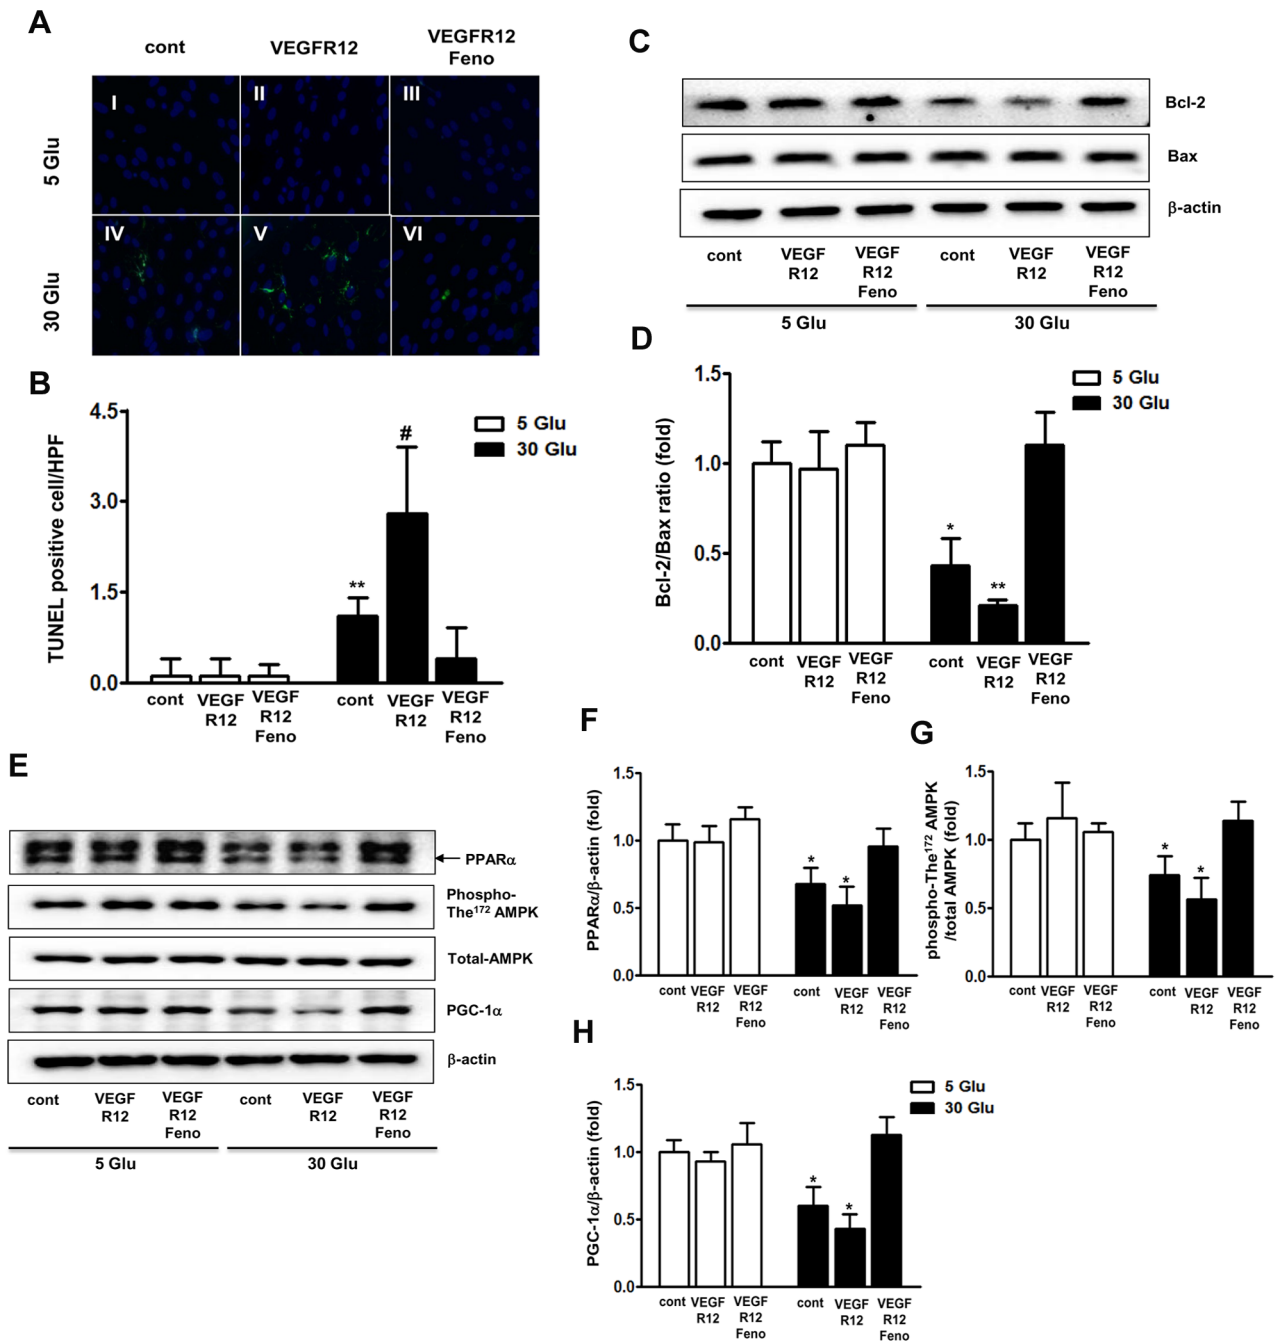 A
cont
VEGFR12
VEGFR12
Feno
5 Glu
I
II
III
30 Glu
IV
V
VI
B
TUNEL positive cell/HPF
4.5
3.0
1.5
0.0
**
#
5 Glu
30 Glu
cont
VEGF
R12
VEGF
R12
Feno
cont
VEGF
R12
VEGF
R12
Feno
C
Bcl-2
Bax
β-actin
cont
VEGF
R12
VEGF
R12
Feno
cont
VEGF
R12
VEGF
R12
Feno
5 Glu
30 Glu
D
Bcl-2/Bax ratio (fold)
1.5
1.0
0.5
0.0
*
**
5 Glu
30 Glu
cont
VEGF
R12
VEGF
R12
Feno
cont
VEGF
R12
VEGF
R12
Feno
E
PPARα
Phospho-
The172 AMPK
Total-AMPK
PGC-1α
β-actin
cont
VEGF
R12
VEGF
R12
Feno
cont
VEGF
R12
VEGF
R12
Feno
5 Glu
30 Glu
F
PPARα/β-actin (fold)
1.5
1.0
0.5
0.0
*
*
cont
VEGF
R12
VEGF
R12
Feno
cont
VEGF
R12
VEGF
R12
Feno
G
phospho-The172 AMPK
/total AMPK (fold)
1.5
1.0
0.5
0.0
*
*
cont
VEGF
R12
VEGF
R12
Feno
cont
VEGF
R12
VEGF
R12
Feno
H
PGC-1α/β-actin (fold)
1.5
1.0
0.5
0.0
*
*
5 Glu
30 Glu
cont
VEGF
R12
VEGF
R12
Feno
cont
VEGF
R12
VEGF
R12
Feno